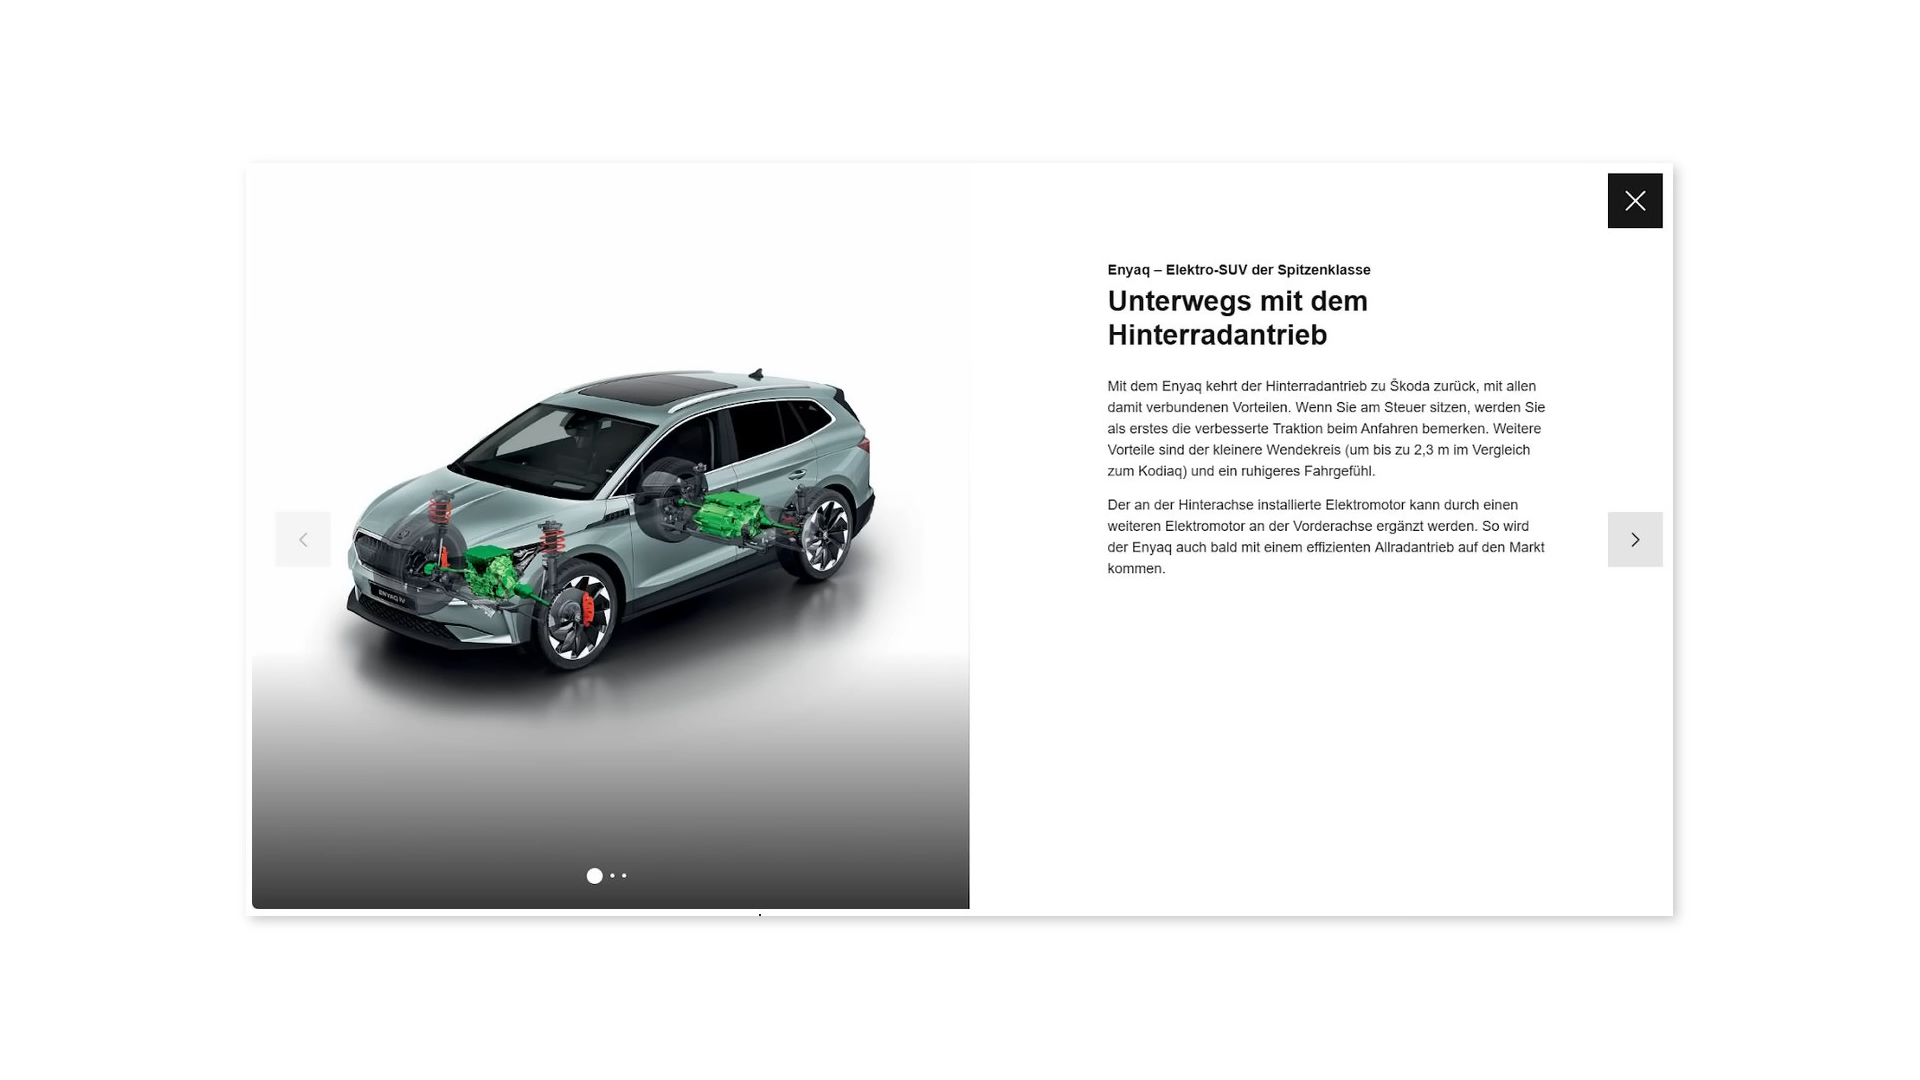 Enyaq – Elektro-SUV der Spitzenklasse
Unterwegs mit dem
Hinterradantrieb
Mit dem Enyaq kehrt der Hinterradantrieb zu Škoda zurück, mit allen
damit verbundenen Vorteilen. Wenn Sie am Steuer sitzen, werden Sie
als erstes die verbesserte Traktion beim Anfahren bemerken. Weitere
Vorteile sind der kleinere Wendekreis (um bis zu 2,3 m im Vergleich
zum Kodiaq) und ein ruhigeres Fahrgefühl.
Der an der Hinterachse installierte Elektromotor kann durch einen
weiteren Elektromotor an der Vorderachse ergänzt werden. So wird
der Enyaq auch bald mit einem effizienten Allradantrieb auf den Markt
kommen.
ENYAQ iV